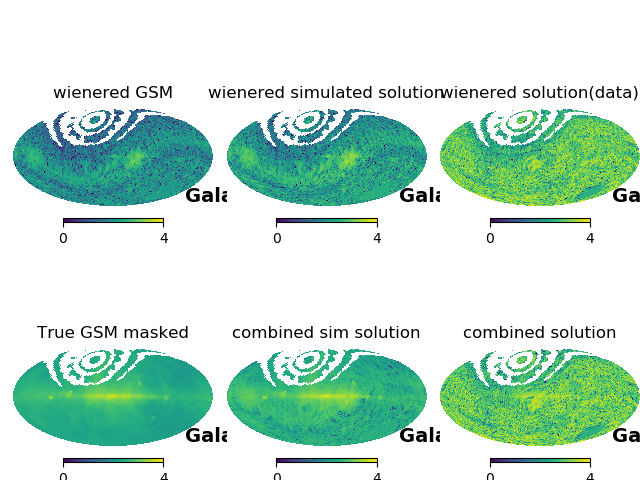 wienered GSM
wienered simulated solution
wienered solution(data)
Gala
Gala
Ga
0 4
0 4
0 4
True GSM masked
combined sim solution
combined solution
Gala
Gala
Ga
0 4
0 4
0 4